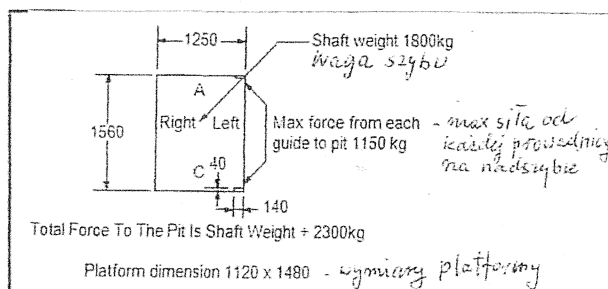 1250
Shaft weight 1800kg
waga szybu
A
1560
Right Left
Max force from each
guide to pit 1150 kg
- max siła od
każdej prowadnicy
na nadszybie
C
40
140
Total Force To The Pit Is Shaft Weight + 2300kg
Platform dimension 1120 x 1480 - wymiary platformy